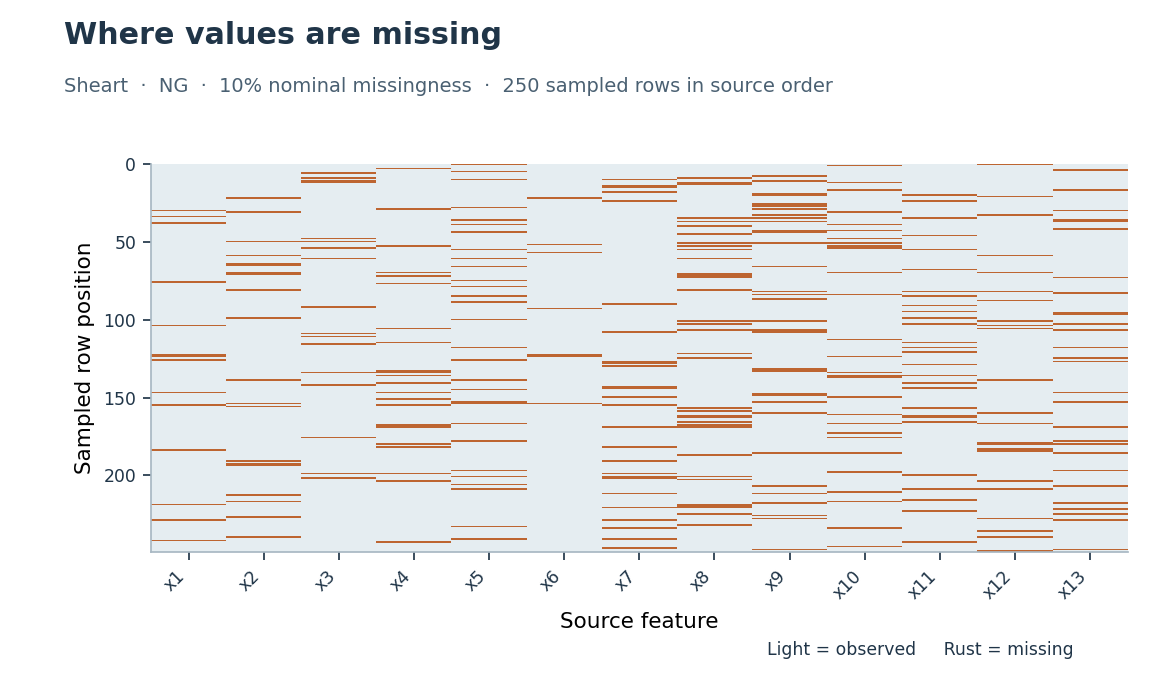 Where values are missing
Sheart · NG · 10% nominal missingness · 250 sampled rows in source order
0
50
100
150
200
Sampled row position
x1 x2 x3 x4 x5 x6 x7 x8 x9 x10 x11 x12 x13
Source feature
Light = observed Rust = missing